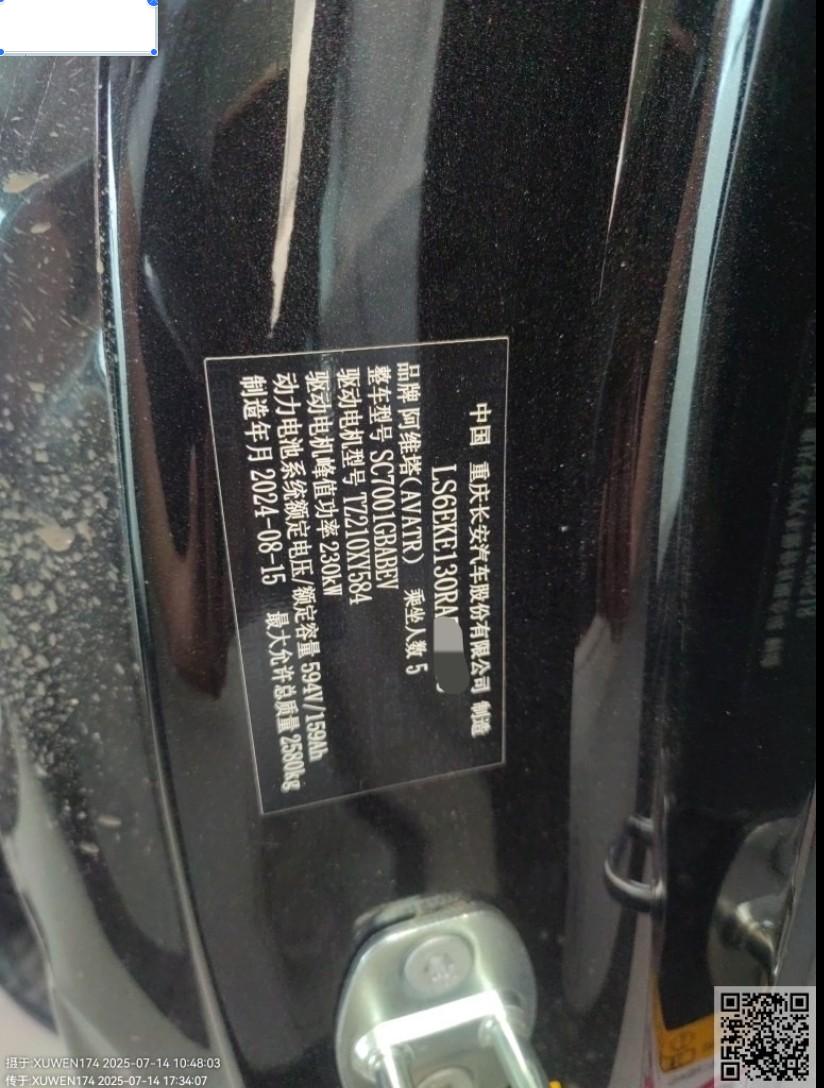 中国 重庆长安汽车股份有限公司 制造
LS6EKE130RA
品牌 阿维塔(AVATR) 乘坐人数 5
整车型号 SC7001GBABEV
驱动电机型号 TZ210XY584
驱动电机峰值功率 230kW
动力电池系统额定电压/额定容量 594V/159Ah
制造年月 2024-08-15 最大允许总质量 2580kg
摄于:XUWEN174 2025-07-14 10:48:03
传于:XUWEN174 2025-07-14 17:34:07